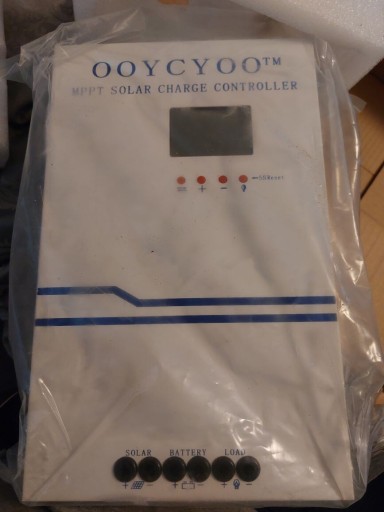 OOYCYOO™
MPPT SOLAR CHARGE CONTROLLER
+ −
SOLAR BATTERY LOAD
+ − + − + −